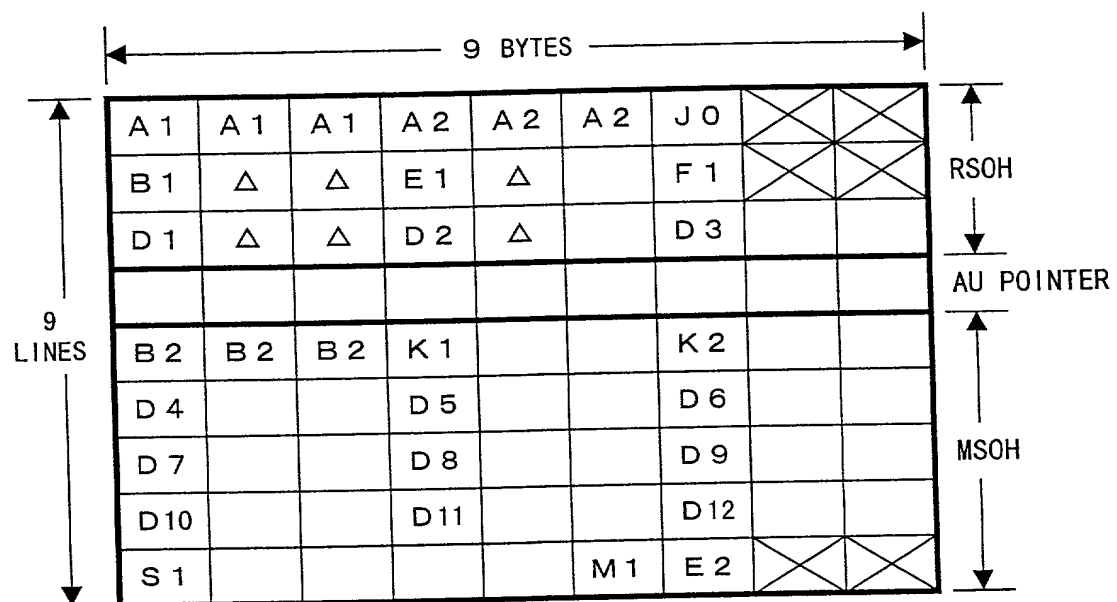 9 BYTES
A1 A1 A1 A2 A2 A2 J0
B1 △ △ E1 △ F1
RSOH
D1 △ △ D2 △ D3
AU POINTER
9
LINES
B2 B2 B2 K1 K2
D4 D5 D6
D7 D8 D9
MSOH
D10 D11 D12
S1 M1 E2